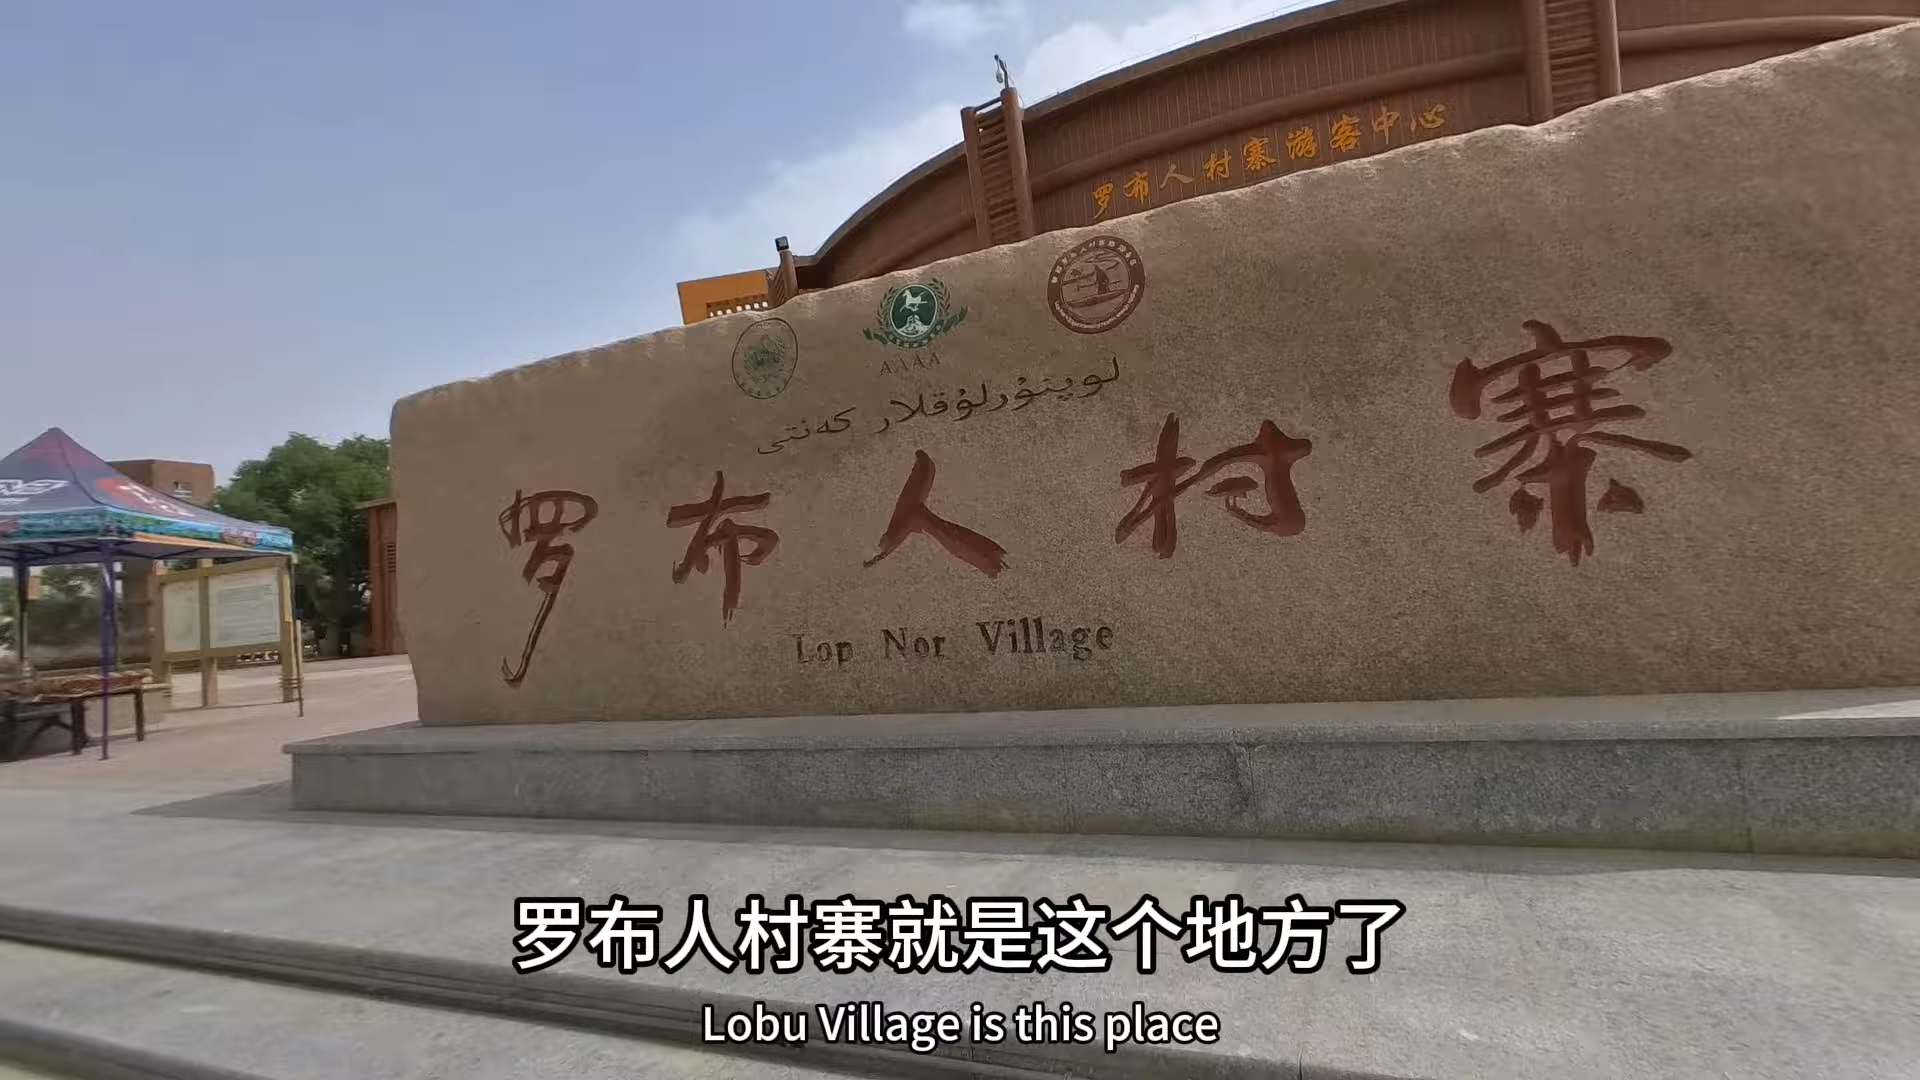 罗布人村寨游客中心
AAAA
لوپنۇرلۇقلار كەنتى
罗布人村寨
Lop Nor Village
罗布人村寨就是这个地方了
Lobu Village is this place